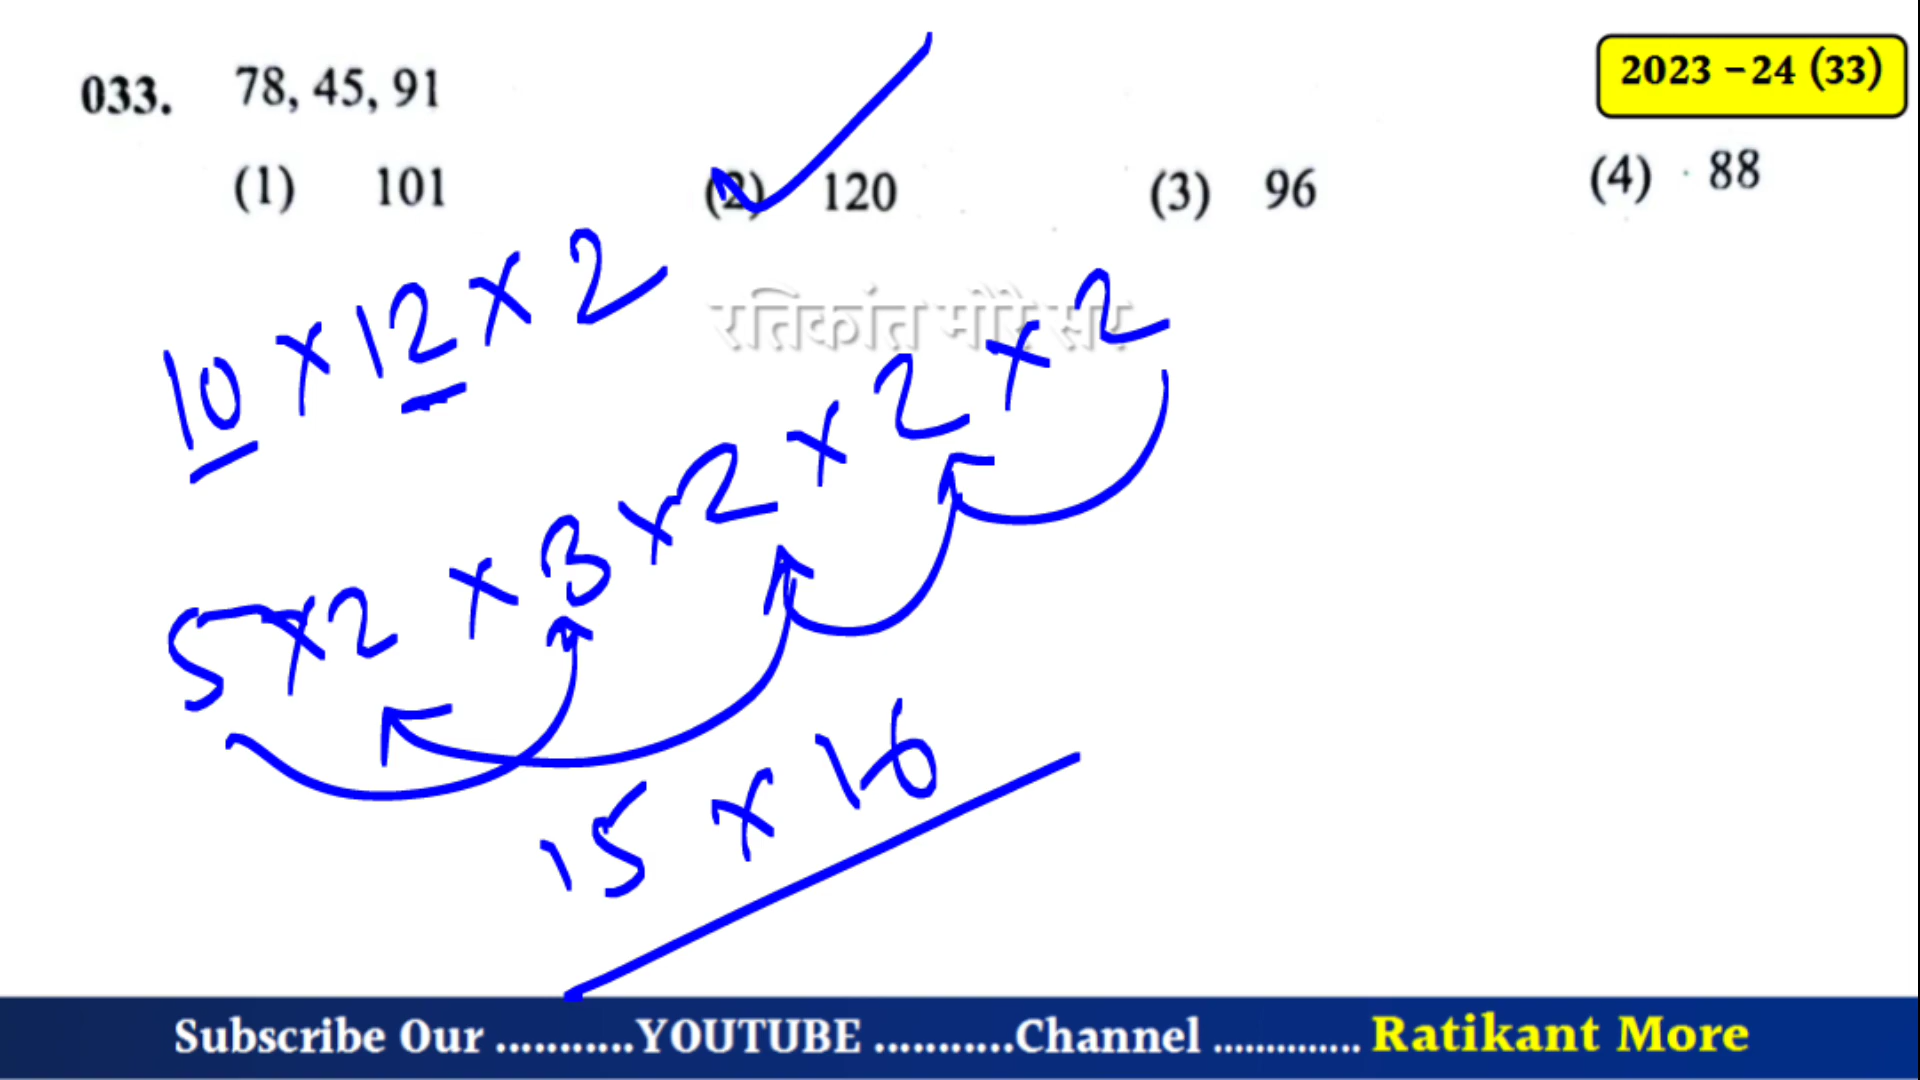 2023 – 24 (33)
033. 78, 45, 91
(1) 101 (2) 120 (3) 96 (4) 88
10 × 12 × 2
रतिकांत मोरे सर
5 × 2 × 3 × 2 × 2 × 2
15 × 16
Subscribe Our ...........YOUTUBE ...........Channel .............. Ratikant More